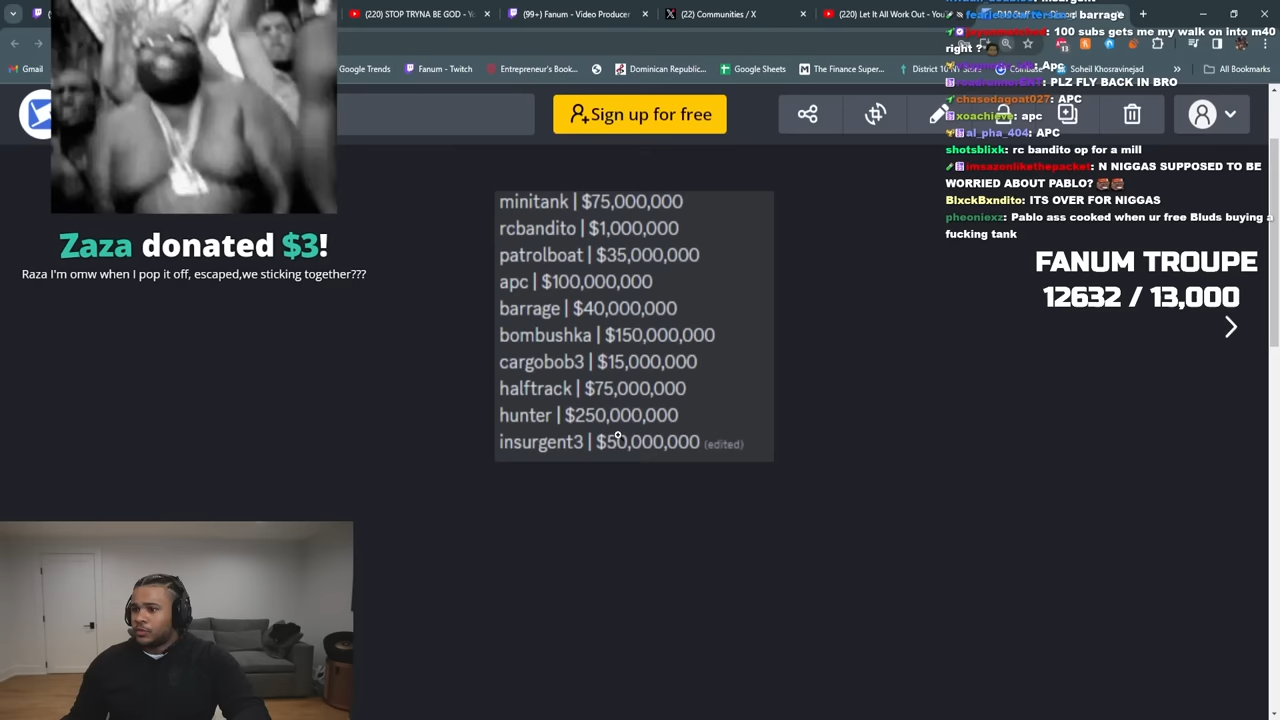 (220) STOP TRYNA BE GOD - Y
(99+) Fanum - Video Producer
(22) Communities / X
(220) Let It All Work Out - You
Gmail
Google Trends
Fanum - Twitch
Entrepreneur's Book...
Dominican Republic...
Google Sheets
The Finance Super...
District 10
Soheil Khosravinejad
All Bookmarks
Sign up for free
barrage
100 subs gets me my walk on into m40
right ?
Apc
PLZ FLY BACK IN BRO
chasedagoat027: APC
xoachieve: apc
al_pha_404: APC
shotsblixk: rc bandito op for a mill
imsazonlikethepacket: N NIGGAS SUPPOSED TO BE
WORRIED ABOUT PABLO?
BlxckBxndito: ITS OVER FOR NIGGAS
pheoniexz: Pablo ass cooked when ur free Bluds buying a
fucking tank
FANUM TROUPE
12632 / 13,000
Zaza donated $3!
Raza I'm omw when I pop it off, escaped,we sticking together???
minitank | $75,000,000
rcbandito | $1,000,000
patrolboat | $35,000,000
apc | $100,000,000
barrage | $40,000,000
bombushka | $150,000,000
cargobob3 | $15,000,000
halftrack | $75,000,000
hunter | $250,000,000
insurgent3 | $50,000,000 (edited)